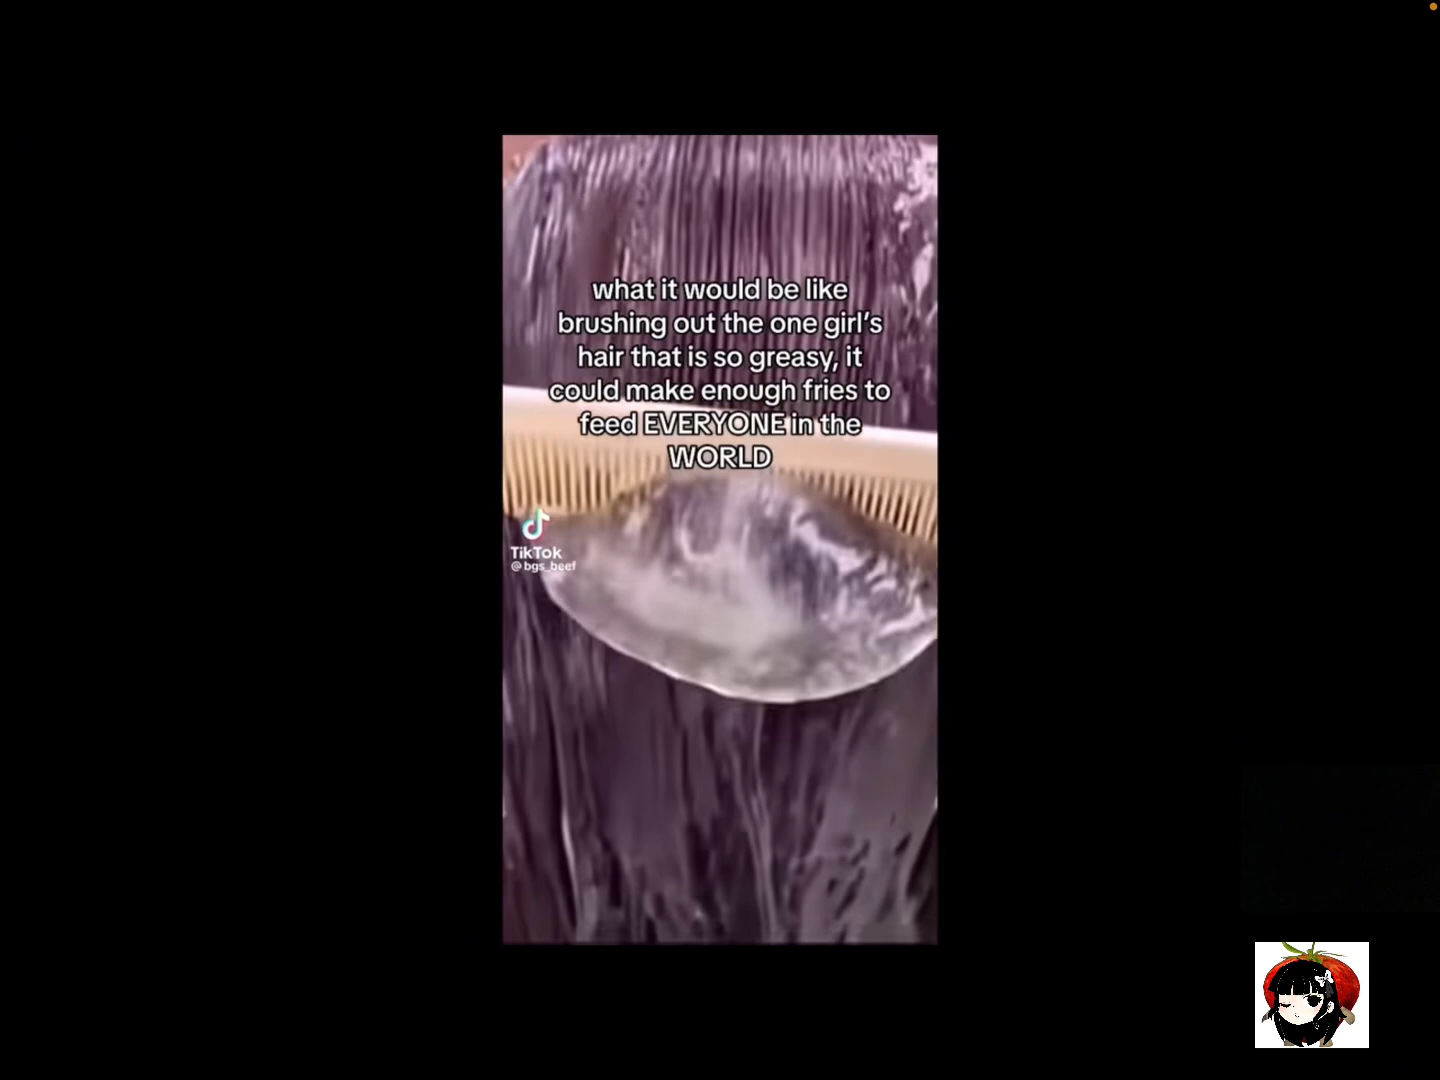 what it would be like
brushing out the one girl's
hair that is so greasy, it
could make enough fries to
feed EVERYONE in the
WORLD
TikTok
@bgs_beef